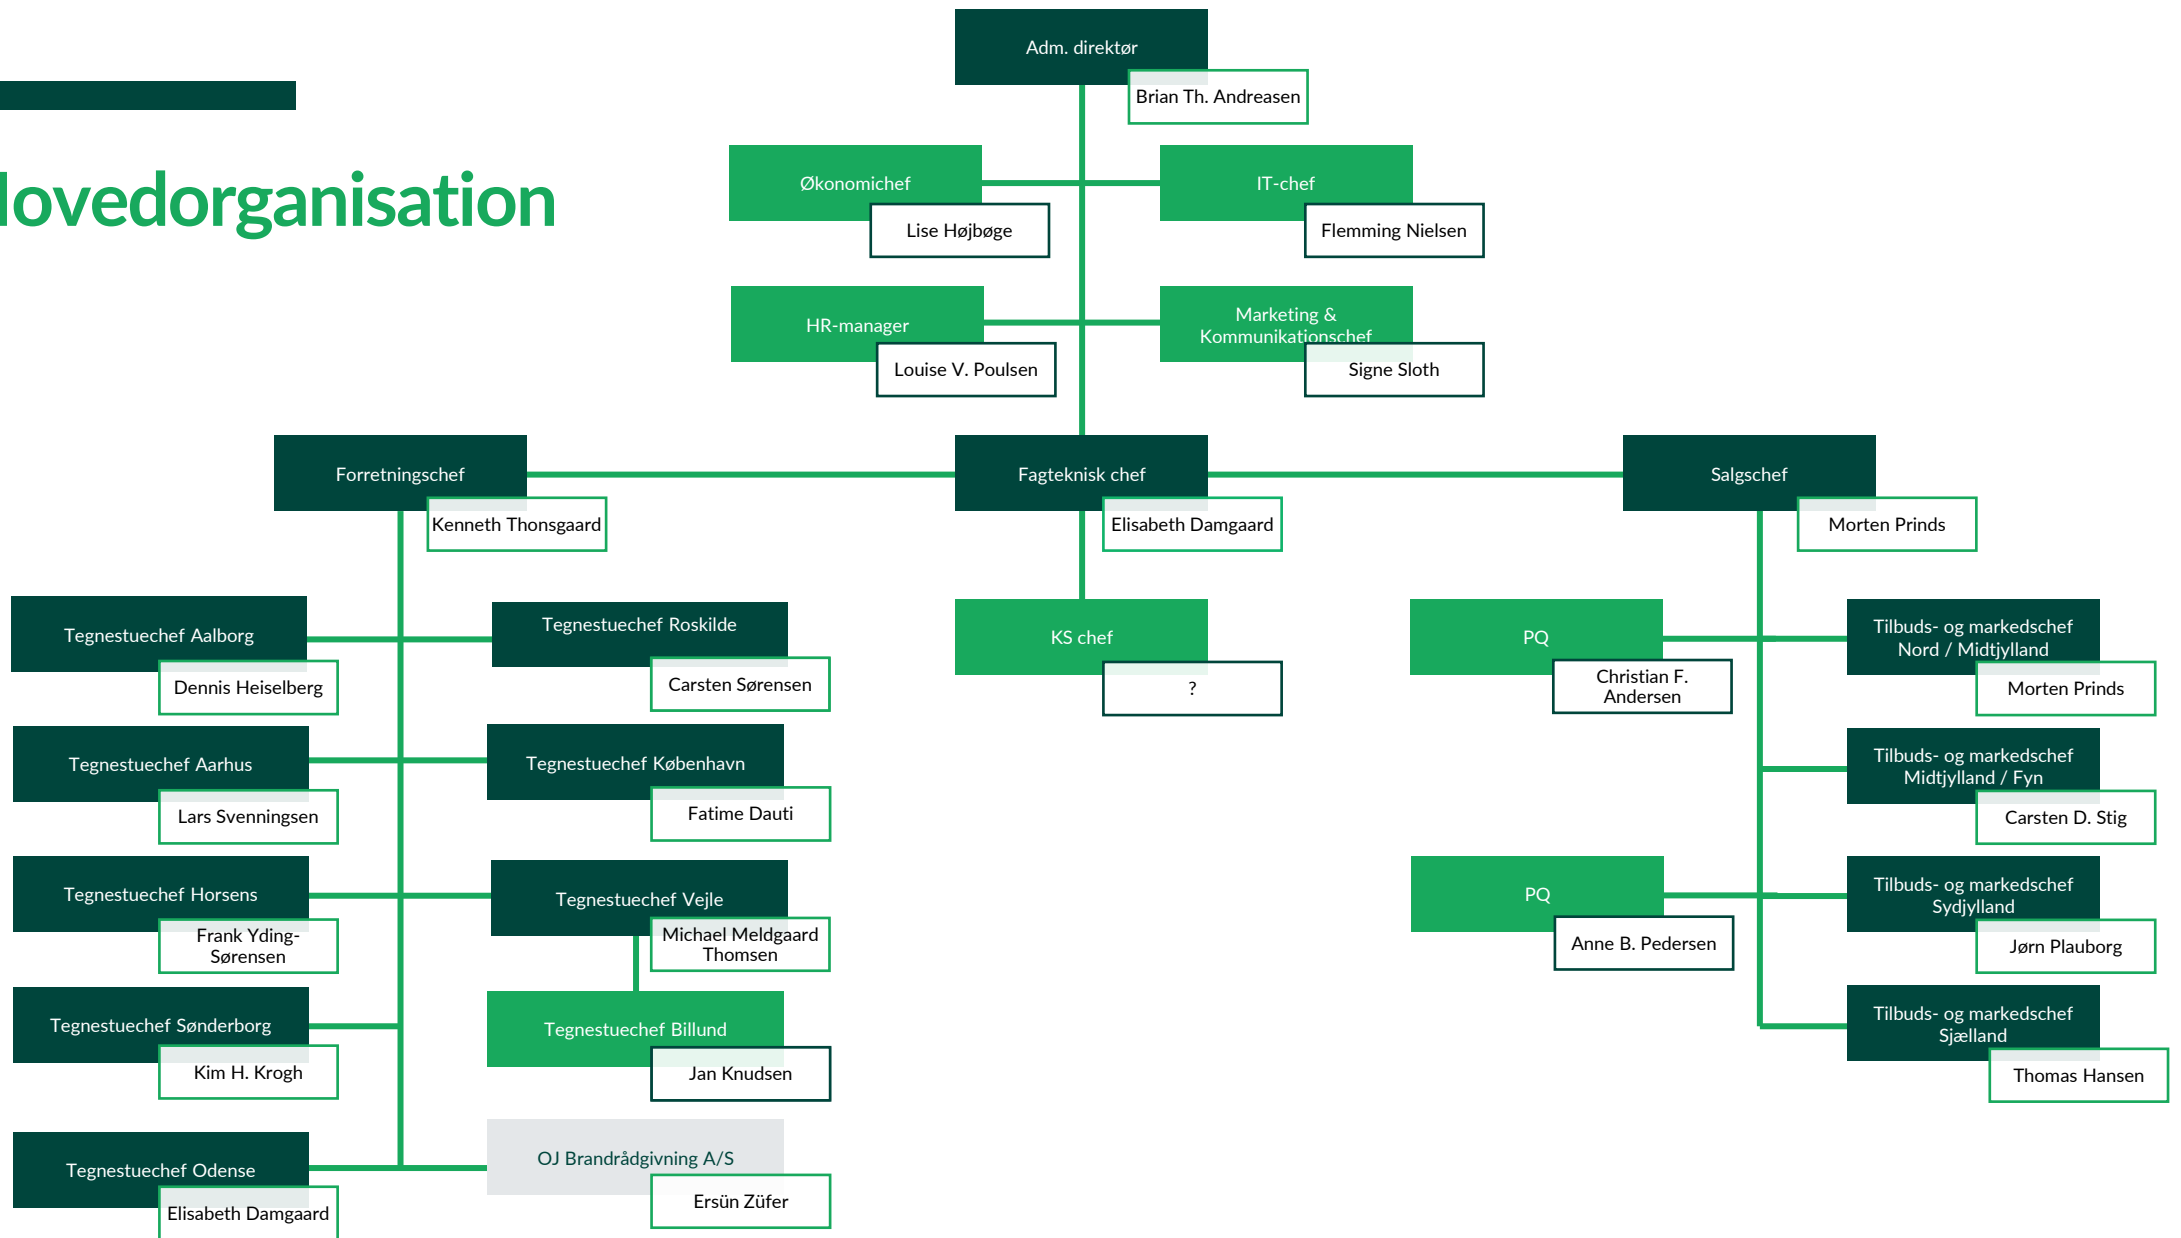 Adm. direktør
Brian Th. Andreasen
lovedorganisation
Økonomichef
Lise Højbøge
IT-chef
Flemming Nielsen
HR-manager
Louise V. Poulsen
Marketing &
Kommunikationschef
Signe Sloth
Forretningschef
Kenneth Thonsgaard
Fagteknisk chef
Elisabeth Damgaard
Salgschef
Morten Prinds
Tegnestuechef Aalborg
Dennis Heiselberg
Tegnestuechef Roskilde
Carsten Sørensen
Tegnestuechef Aarhus
Lars Svenningsen
Tegnestuechef København
Fatime Dauti
Tegnestuechef Horsens
Frank Yding-
Sørensen
Tegnestuechef Vejle
Michael Meldgaard
Thomsen
Tegnestuechef Sønderborg
Kim H. Krogh
Tegnestuechef Billund
Jan Knudsen
Tegnestuechef Odense
Elisabeth Damgaard
OJ Brandrådgivning A/S
Ersün Züfer
KS chef
?
PQ
Christian F.
Andersen
Tilbuds- og markedschef
Nord / Midtjylland
Morten Prinds
Tilbuds- og markedschef
Midtjylland / Fyn
Carsten D. Stig
PQ
Anne B. Pedersen
Tilbuds- og markedschef
Sydjylland
Jørn Plauborg
Tilbuds- og markedschef
Sjælland
Thomas Hansen